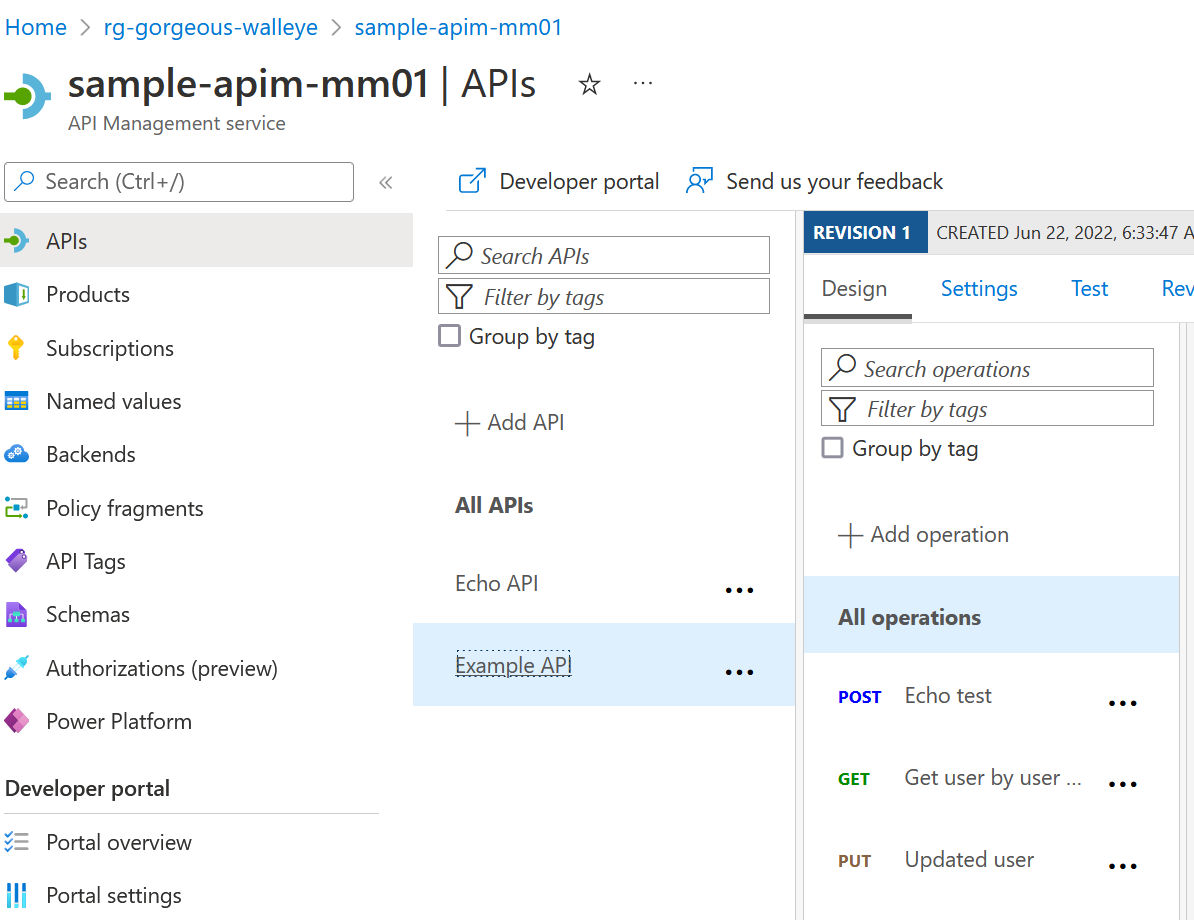 Home > rg-gorgeous-walleye > sample-apim-mm01
sample-apim-mm01 | APIs ☆ ...
API Management service
Search (Ctrl+/) «
APIs
Products
Subscriptions
Named values
Backends
Policy fragments
API Tags
Schemas
Authorizations (preview)
Power Platform
Developer portal
Portal overview
Portal settings
Developer portal
Send us your feedback
Search APIs
Filter by tags
Group by tag
+ Add API
All APIs
Echo API ...
Example API ...
REVISION 1 CREATED Jun 22, 2022, 6:33:47 A
Design Settings Test Rev
Search operations
Filter by tags
Group by tag
+ Add operation
All operations
POST Echo test ...
GET Get user by user ... ...
PUT Updated user ...